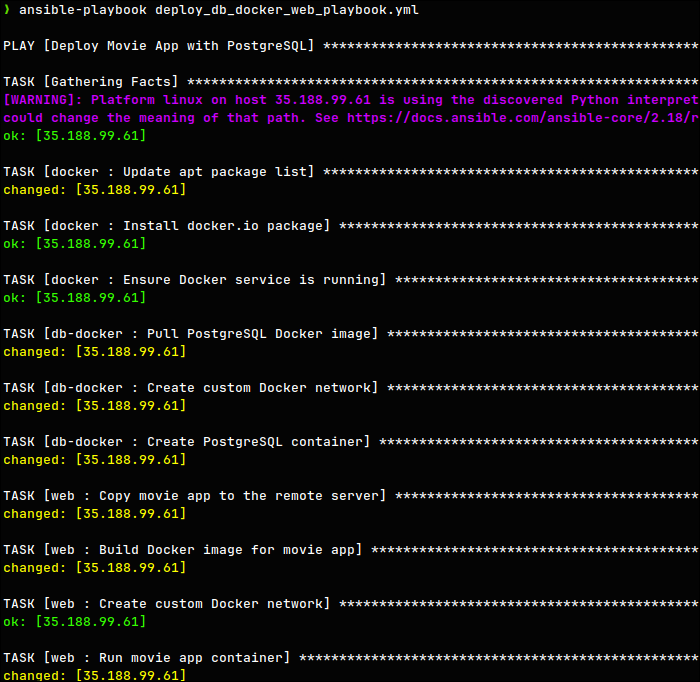 ❯ ansible-playbook deploy_db_docker_web_playbook.yml
PLAY [Deploy Movie App with PostgreSQL] ***********************************************
TASK [Gathering Facts] ****************************************************************
[WARNING]: Platform linux on host 35.188.99.61 is using the discovered Python interpret
could change the meaning of that path. See https://docs.ansible.com/ansible-core/2.18/r
ok: [35.188.99.61]
TASK [docker : Update apt package list] ***********************************************
changed: [35.188.99.61]
TASK [docker : Install docker.io package] *********************************************
ok: [35.188.99.61]
TASK [docker : Ensure Docker service is running] **************************************
ok: [35.188.99.61]
TASK [db-docker : Pull PostgreSQL Docker image] ***************************************
changed: [35.188.99.61]
TASK [db-docker : Create custom Docker network] ***************************************
changed: [35.188.99.61]
TASK [db-docker : Create PostgreSQL container] ****************************************
changed: [35.188.99.61]
TASK [web : Copy movie app to the remote server] **************************************
changed: [35.188.99.61]
TASK [web : Build Docker image for movie app] *****************************************
changed: [35.188.99.61]
TASK [web : Create custom Docker network] *********************************************
ok: [35.188.99.61]
TASK [web : Run movie app container] **************************************************
changed: [35.188.99.61]